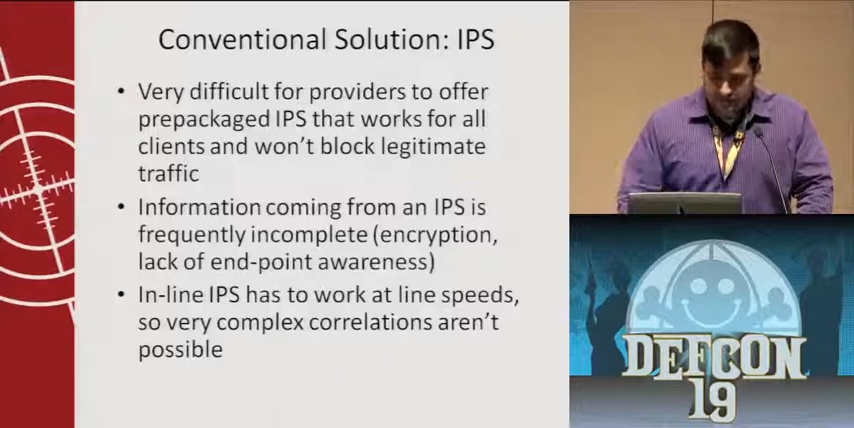 Conventional Solution: IPS
• Very difficult for providers to offer
prepackaged IPS that works for all
clients and won't block legitimate
traffic
• Information coming from an IPS is
frequently incomplete (encryption,
lack of end-point awareness)
• In-line IPS has to work at line speeds,
so very complex correlations aren't
possible
DEFCON
19